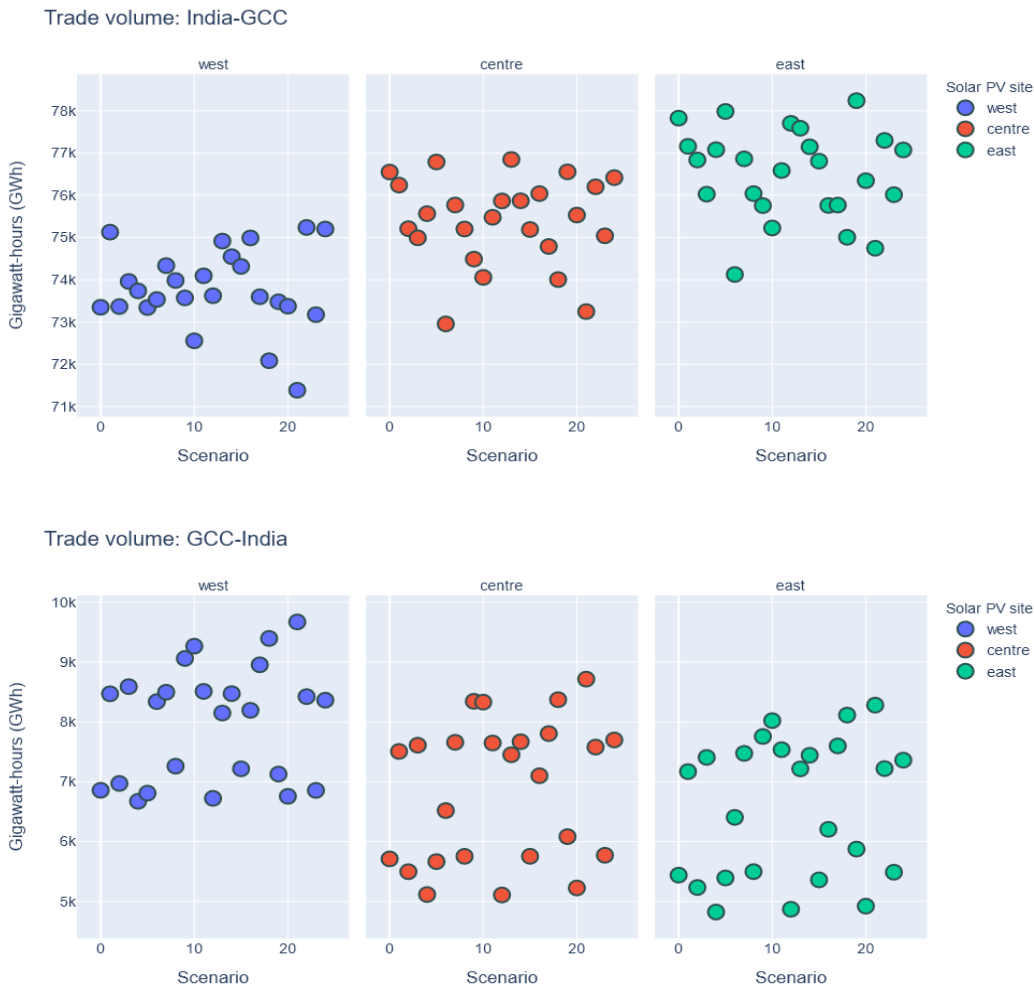 Trade volume: India-GCC
west
centre
east
Solar PV site
west
centre
east
Gigawatt-hours (GWh)
78k
77k
76k
75k
74k
73k
72k
71k
0
10
20
0
10
20
0
10
20
Scenario
Scenario
Scenario
Trade volume: GCC-India
west
centre
east
Solar PV site
west
centre
east
Gigawatt-hours (GWh)
10k
9k
8k
7k
6k
5k
0
10
20
0
10
20
0
10
20
Scenario
Scenario
Scenario